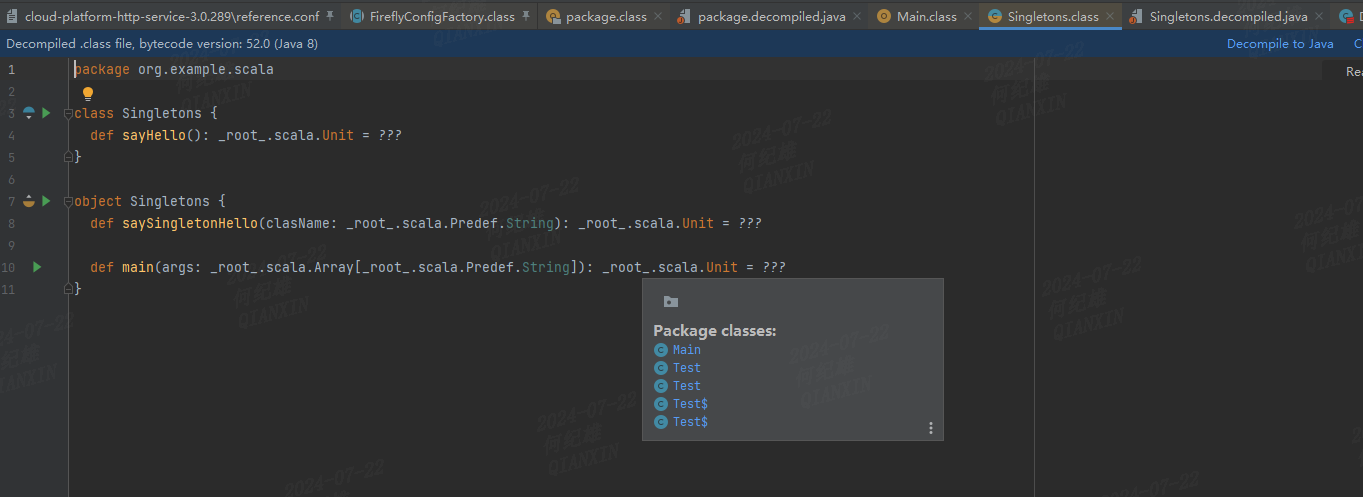 cloud-platform-http-service-3.0.289\reference.conf FireflyConfigFactory.class package.class package.decompiled.java Main.class Singletons.class Singletons.decompiled.java
Decompiled .class file, bytecode version: 52.0 (Java 8) Decompile to Java
1 package org.example.scala
2
3 class Singletons {
4 def sayHello(): _root_.scala.Unit = ???
5 }
6
7 object Singletons {
8 def saySingletonHello(clasName: _root_.scala.Predef.String): _root_.scala.Unit = ???
9
10 def main(args: _root_.scala.Array[_root_.scala.Predef.String]): _root_.scala.Unit = ???
11 }
Package classes:
Main
Test
Test
Test$
Test$
2024-07-22
何纪雄
QIANXIN